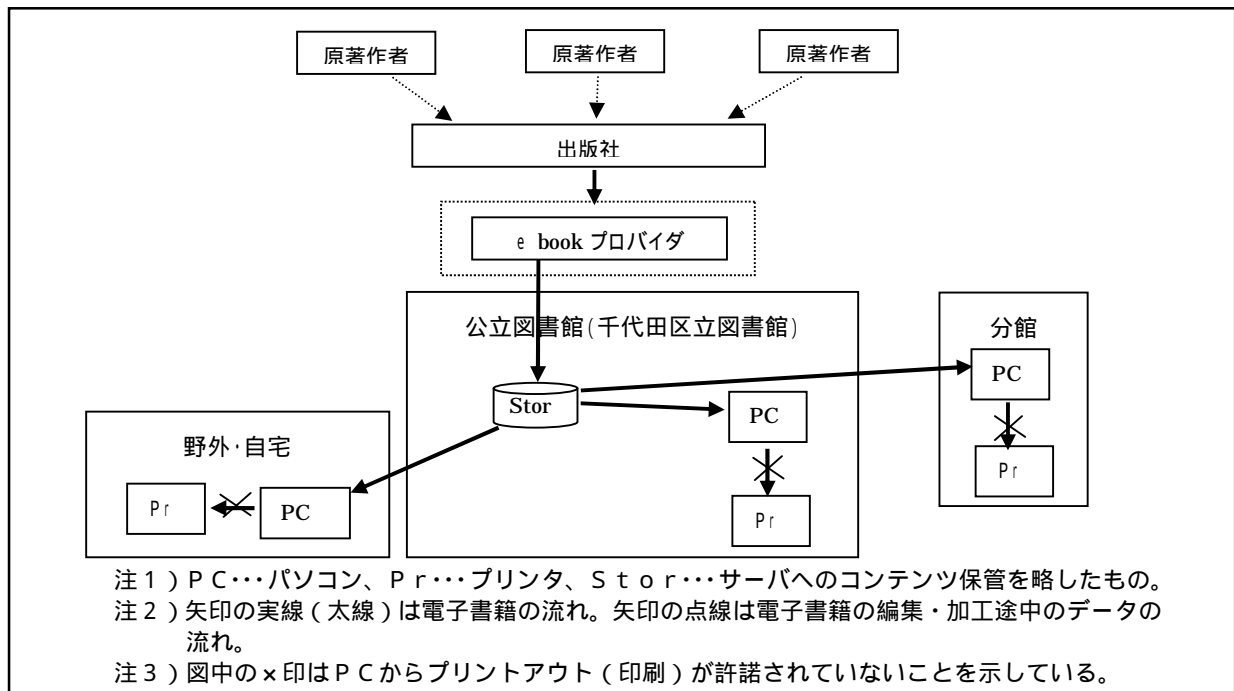 原著作者
原著作者
原著作者
出版社
e book プロバイダ
公立図書館(千代田区立図書館)
分館
PC
Stor
PC
野外・自宅
Pr
Pr
PC
Pr
注1)PC・・・パソコン、Pr・・・プリンタ、Stor・・・サーバへのコンテンツ保管を略したもの。
注2)矢印の実線(太線)は電子書籍の流れ。矢印の点線は電子書籍の編集・加工途中のデータの
流れ。
注3)図中の×印はPCからプリントアウト(印刷)が許諾されていないことを示している。